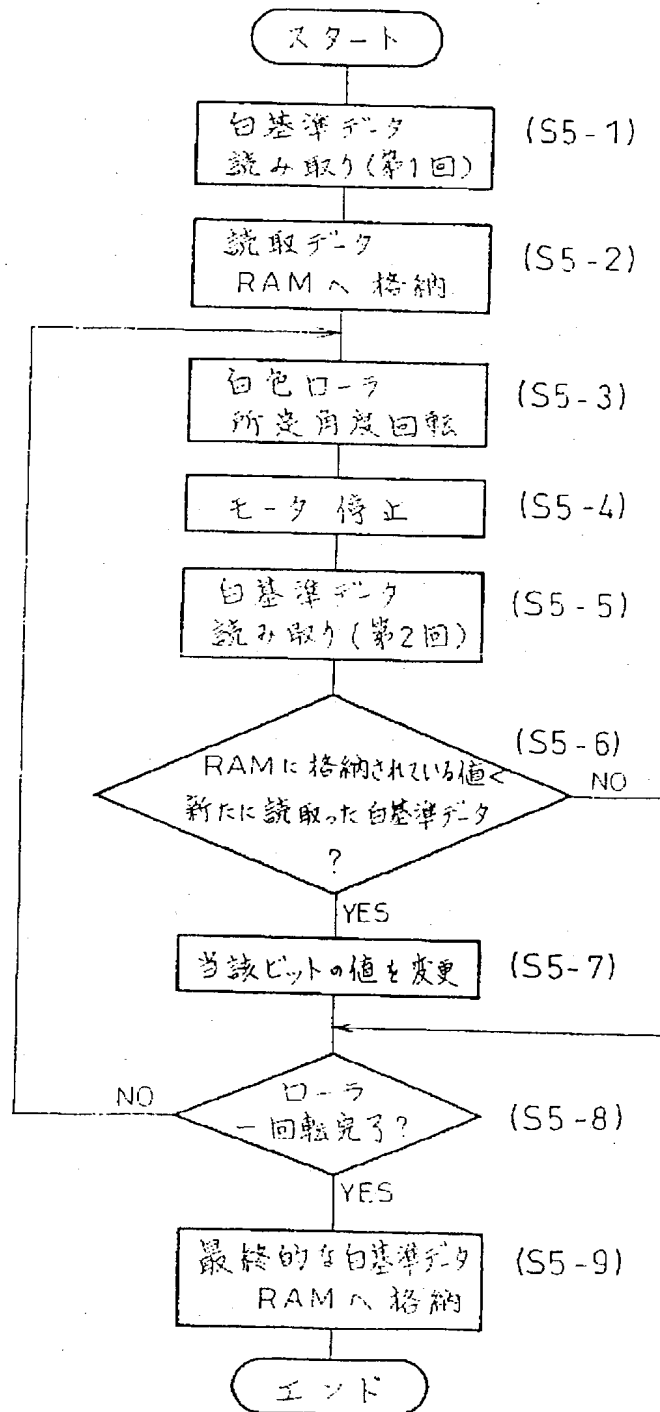 スタート
白基準データ
読み取り(第1回)
(S5-1)
読取データ
RAMへ格納
(S5-2)
白色ローラ
所定角度回転
(S5-3)
モータ停止
(S5-4)
白基準データ
読み取り(第2回)
(S5-5)
(S5-6)
RAMに格納されている値<
新たに読取った白基準データ
?
NO
YES
当該ビットの値を変更
(S5-7)
NO
ローラ
一回転完了?
(S5-8)
YES
最終的な白基準データ
RAMへ格納
(S5-9)
エンド